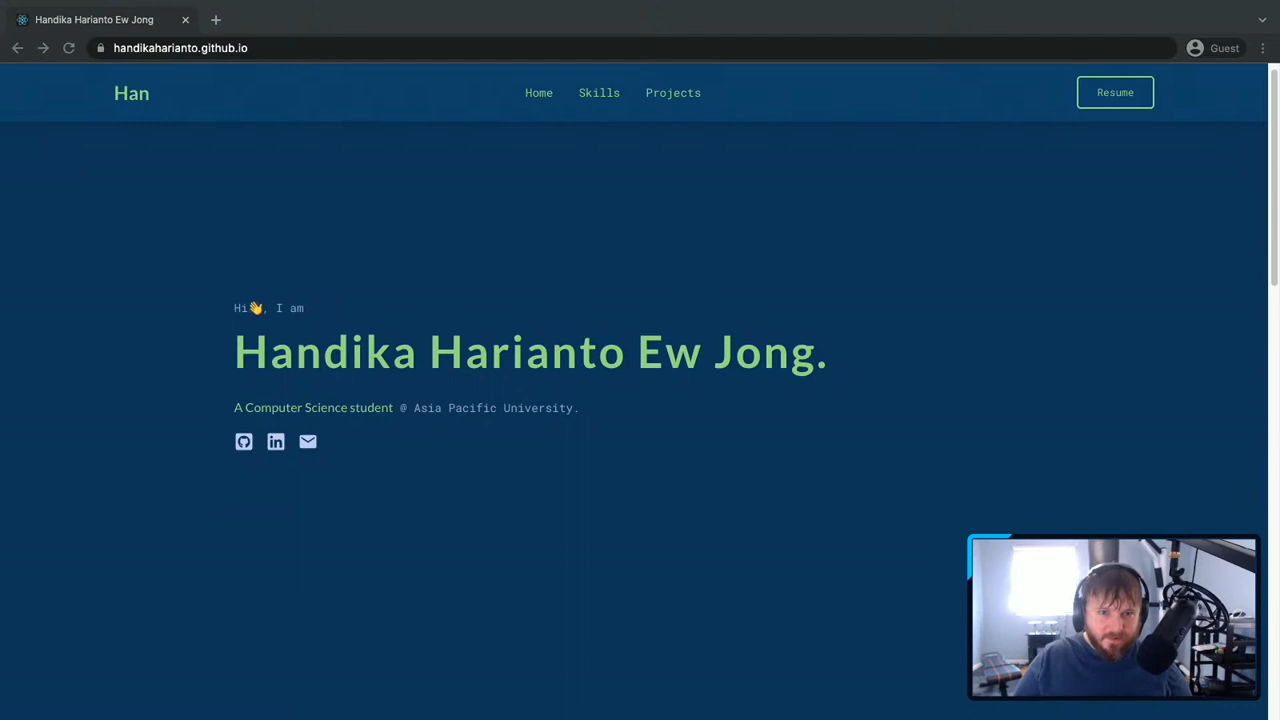 Handika Harianto Ew Jong
handikaharianto.github.io
Guest
Han
Home Skills Projects
Resume
Hi👋, I am
Handika Harianto Ew Jong.
A Computer Science student @ Asia Pacific University.
in